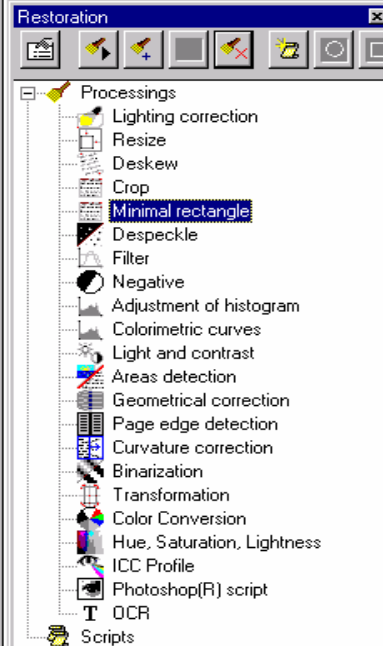 Restoration
Processings
Lighting correction
Resize
Deskew
Crop
Minimal rectangle
Despeckle
Filter
Negative
Adjustment of histogram
Colorimetric curves
Light and contrast
Areas detection
Geometrical correction
Page edge detection
Curvature correction
Binarization
Transformation
Color Conversion
Hue, Saturation, Lightness
ICC Profile
Photoshop(R) script
T OCR
Scripts